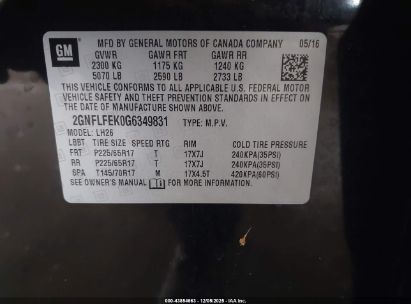 GM
MFD BY GENERAL MOTORS OF CANADA COMPANY 05/16
GVWR GAWR FRT GAWR RR
2300 KG 1175 KG 1240 KG
5070 LB 2590 LB 2733 LB
THIS VEHICLE CONFORMS TO ALL APPLICABLE U.S. FEDERAL MOTOR
VEHICLE SAFETY AND THEFT PREVENTION STANDARDS IN EFFECT ON
THE DATE OF MANUFACTURE SHOWN ABOVE.
2GNFLFEK0G6349831 TYPE: M.P.V.
MODEL: LH26
LBBT TIRE SIZE SPEED RTG RIM COLD TIRE PRESSURE
FRT P225/65R17 T 17X7J 240KPA(35PSI)
RR P225/65R17 T 17X7J 240KPA(35PSI)
SPA T145/70R17 M 17X4.5T 420KPA(60PSI)
SEE OWNER'S MANUAL FOR MORE INFORMATION.